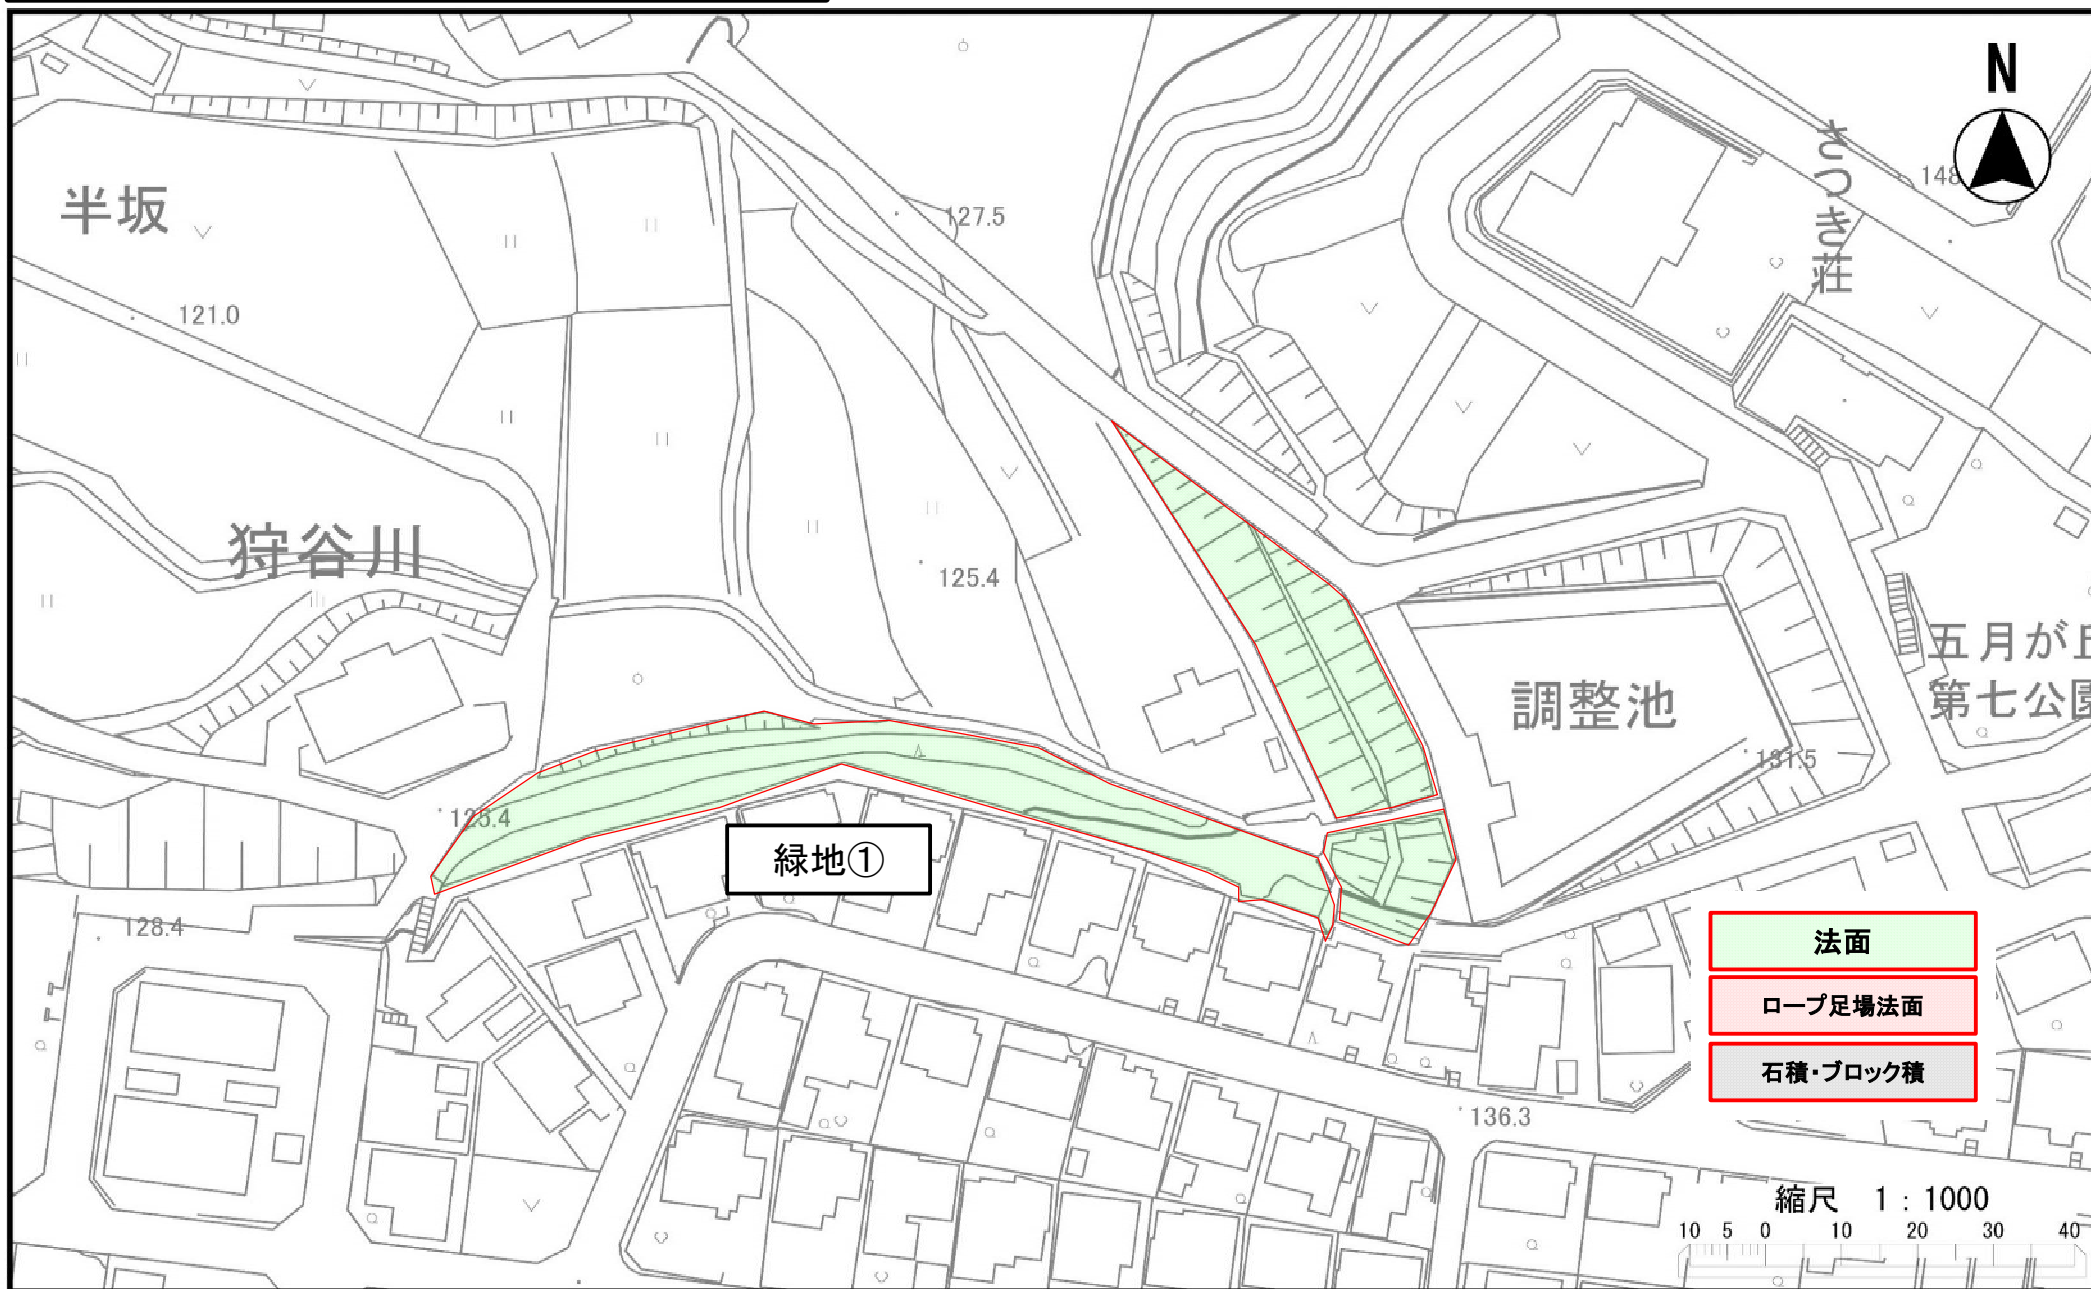 N
さつき荘
148
半坂
127.5
121.0
狩谷川
125.4
五月が丘
第七公園
調整池
131.5
125.4
緑地①
128.4
法面
ロープ足場法面
石積・ブロック積
136.3
縮尺 1:1000
10 5 0 10 20 30 40